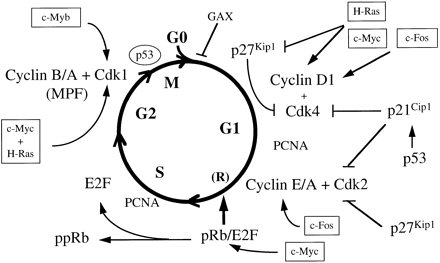 c-Myb
GAX
H-Ras
G0
p53
p27Kip1
c-Myc
c-Fos
Cyclin B/A + Cdk1
(MPF)
M
Cyclin D1
+
Cdk4
p21Cip1
G2
G1
c-Myc
+
H-Ras
PCNA
p53
S
(R)
E2F
PCNA
Cyclin E/A + Cdk2
c-Fos
p27Kip1
ppRb
pRb/E2F
c-Myc